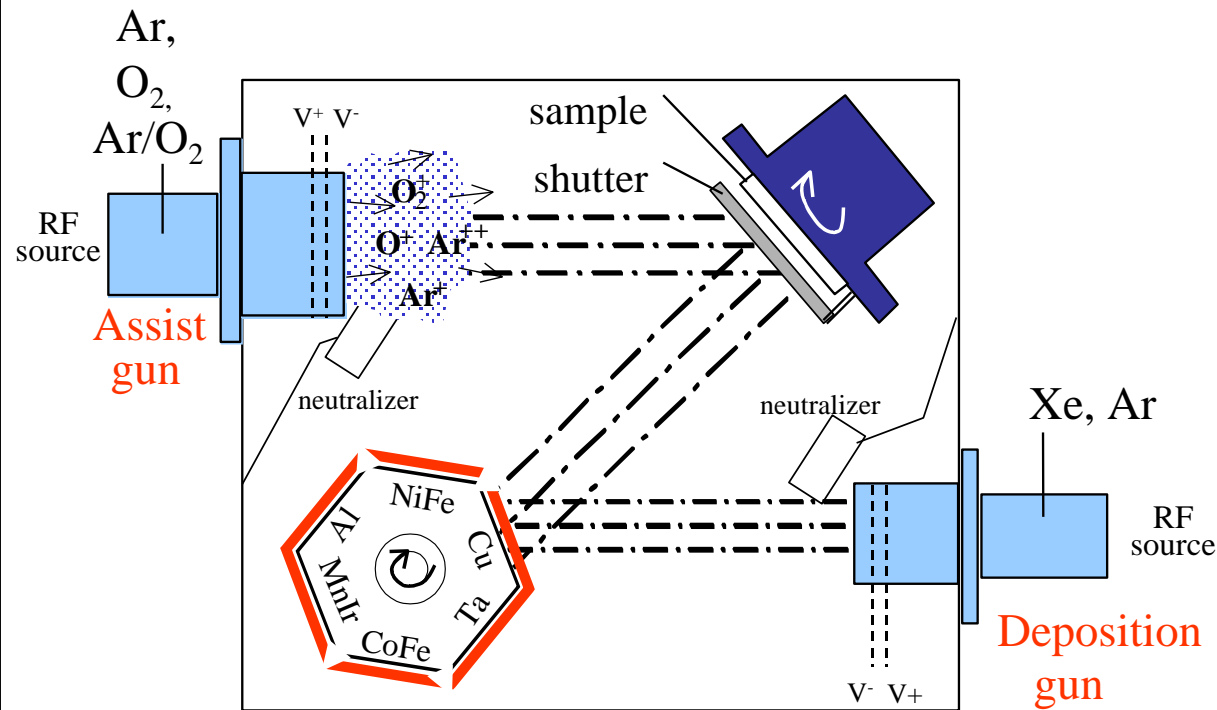 Ar,
O₂,
Ar/O₂
V⁺ V⁻
sample
shutter
RF
source
O₂⁺
O⁺ Ar⁺⁺
Ar⁺
Assist
gun
neutralizer
neutralizer
Xe, Ar
RF
source
NiFe
Al
Cu
MnIr
Ta
CoFe
Deposition
gun
V⁻ V+